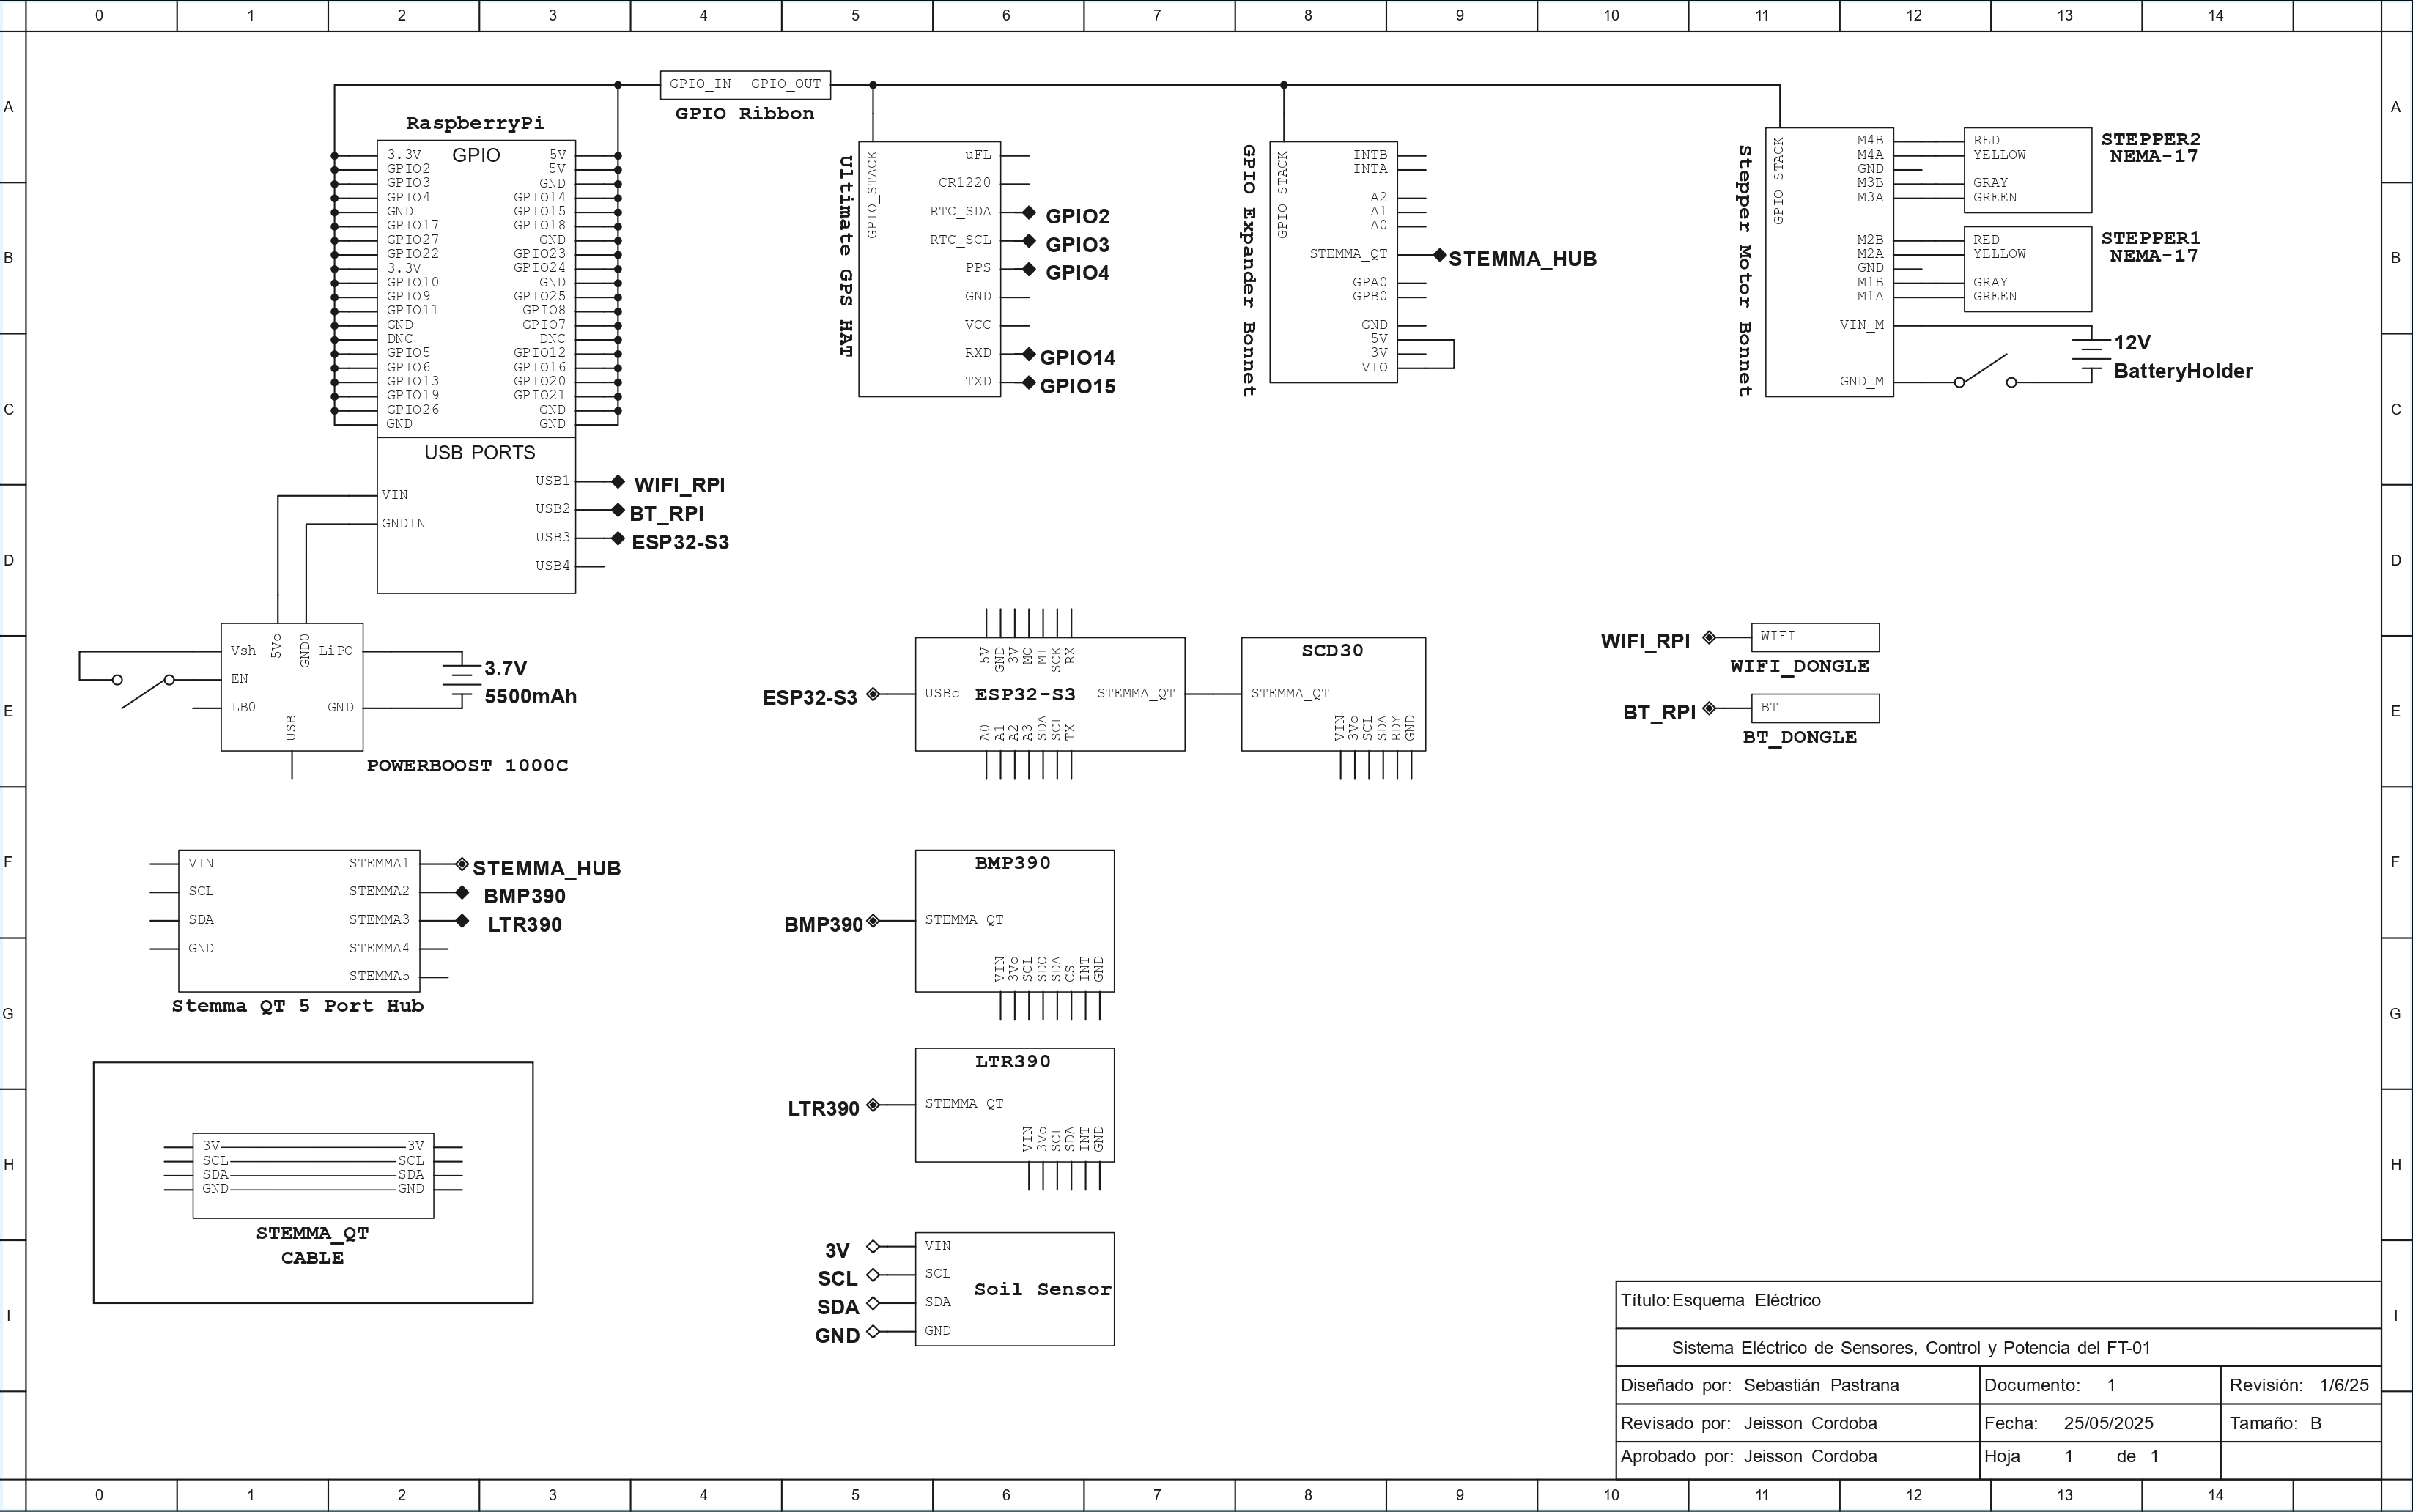 0 1 2 3 4 5 6 7 8 9 10 11 12 13 14
A
B
C
D
E
F
G
H
I
A
B
C
D
E
F
G
H
I
RaspberryPi
GPIO
3.3V 5V
GPIO2 5V
GPIO3 GND
GPIO4 GPIO14
GND GPIO15
GPIO17 GPIO18
GPIO27 GND
GPIO22 GPIO23
3.3V GPIO24
GPIO10 GND
GPIO9 GPIO25
GPIO11 GPIO8
GND GPIO7
DNC DNC
GPIO5 GPIO12
GPIO6 GPIO16
GPIO13 GPIO20
GPIO19 GPIO21
GPIO26 GND
GND GND
USB PORTS
USB1 WIFI_RPI
VIN
USB2 BT_RPI
GNDIN
USB3 ESP32-S3
USB4
GPIO_IN GPIO_OUT
GPIO Ribbon
Ultimate GPS HAT
GPIO_STACK
uFL
CR1220
RTC_SDA GPIO2
RTC_SCL GPIO3
PPS GPIO4
GND
VCC
RXD GPIO14
TXD GPIO15
GPIO Expander Bonnet
GPIO_STACK
INTB
INTA
A2
A1
A0
STEMMA_QT STEMMA_HUB
GPA0
GPB0
GND
5V
3V
VIO
Stepper Motor Bonnet
GPIO_STACK
M4B RED
M4A YELLOW
GND
M3B GRAY
M3A GREEN
STEPPER2
NEMA-17
M2B RED
M2A YELLOW
GND
M1B GRAY
M1A GREEN
STEPPER1
NEMA-17
VIN_M
GND_M
12V
BatteryHolder
Vsh
EN
LB0
5Vo
GND0
LiPO
GND
USB
3.7V
5500mAh
POWERBOOST 1000C
ESP32-S3
USBc ESP32-S3 STEMMA_QT
5V
GND
3V
MO
MI
SCK
RX
A0
A1
A2
A3
SDA
SCL
TX
SCD30
STEMMA_QT
VIN
3Vo
SCL
SDA
RDY
GND
WIFI_RPI WIFI
WIFI_DONGLE
BT_RPI BT
BT_DONGLE
VIN STEMMA1 STEMMA_HUB
SCL STEMMA2 BMP390
SDA STEMMA3 LTR390
GND STEMMA4
STEMMA5
Stemma QT 5 Port Hub
BMP390
BMP390 STEMMA_QT
VIN
3Vo
SCL
SDO
SDA
CS
INT
GND
LTR390
LTR390 STEMMA_QT
VIN
3Vo
SCL
SDA
INT
GND
3V 3V
SCL SCL
SDA SDA
GND GND
STEMMA_QT
CABLE
3V VIN
SCL SCL
Soil Sensor
SDA SDA
GND GND
Título: Esquema Eléctrico
Sistema Eléctrico de Sensores, Control y Potencia del FT-01
Diseñado por: Sebastián Pastrana Documento: 1 Revisión: 1/6/25
Revisado por: Jeisson Cordoba Fecha: 25/05/2025 Tamaño: B
Aprobado por: Jeisson Cordoba Hoja 1 de 1
0 1 2 3 4 5 6 7 8 9 10 11 12 13 14